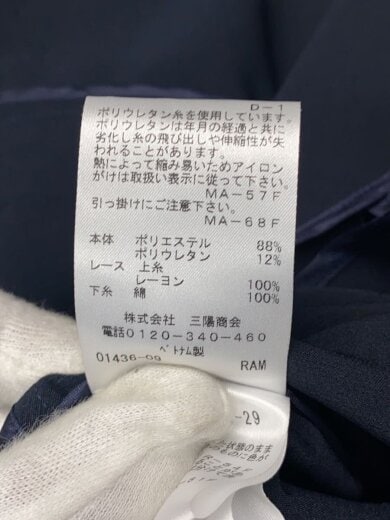 D-1
ポリウレタン糸を使用しています。
ポリウレタンは年月の経過と共に
劣化し糸の飛び出しや伸縮性が失
われることがあります。
熱によって縮み易いためアイロン
がけは取扱い表示に従って下さい。
MA-57F
引っ掛けにご注意下さい。
MA-68F
本体 ポリエステル 88%
ポリウレタン 12%
レース 上糸
レーヨン 100%
下糸 綿 100%
株式会社 三陽商会
電話0120-340-460
ベトナム製
01436-09 RAM
-29